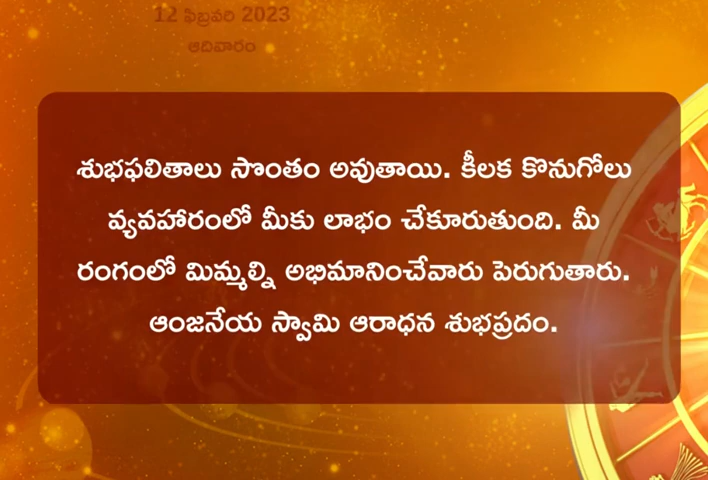 12 ఫిబ్రవరి 2023
ఆదివారం
శుభఫలితాలు సొంతం అవుతాయి. కీలక కొనుగోలు
వ్యవహారంలో మీకు లాభం చేకూరుతుంది. మీ
రంగంలో మిమ్మల్ని అభిమానించేవారు పెరుగుతారు.
ఆంజనేయ స్వామి ఆరాధన శుభప్రదం.